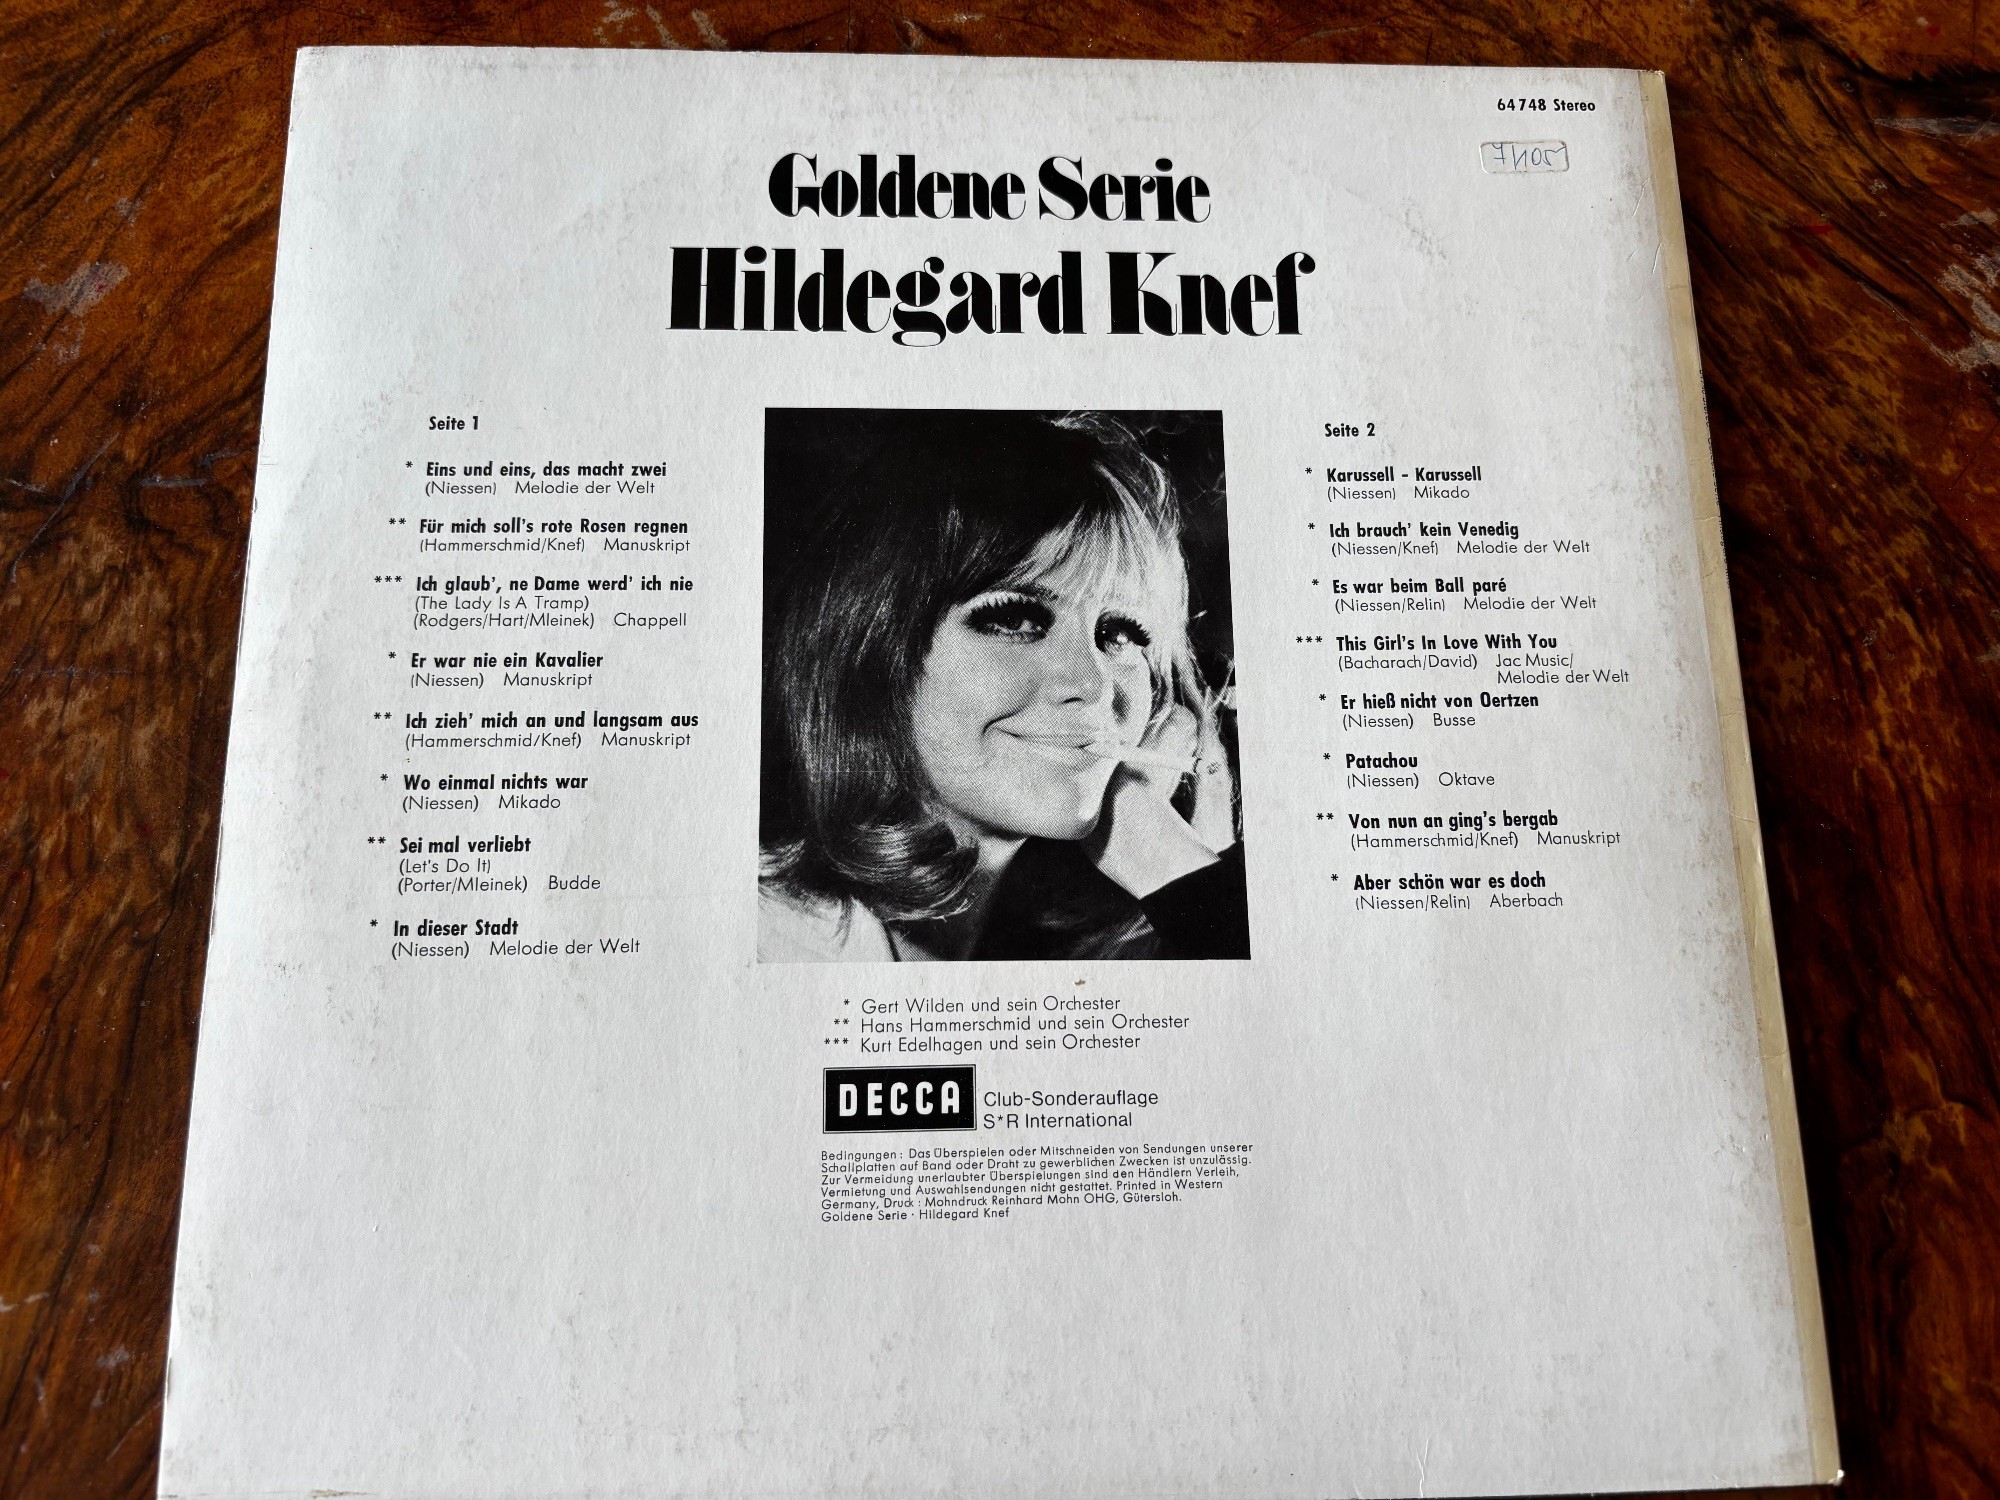 64 748 Stereo
Goldene Serie
Hildegard Knef
Seite 1
* Eins und eins, das macht zwei
(Niessen) Melodie der Welt
** Für mich soll's rote Rosen regnen
(Hammerschmid/Knef) Manuskript
*** Ich glaub', ne Dame werd' ich nie
(The Lady Is A Tramp)
(Rodgers/Hart/Mleinek) Chappell
* Er war nie ein Kavalier
(Niessen) Manuskript
** Ich zieh' mich an und langsam aus
(Hammerschmid/Knef) Manuskript
* Wo einmal nichts war
(Niessen) Mikado
** Sei mal verliebt
(Let's Do It)
(Porter/Mleinek) Budde
* In dieser Stadt
(Niessen) Melodie der Welt
Seite 2
* Karussell - Karussell
(Niessen) Mikado
* Ich brauch' kein Venedig
(Niessen/Knef) Melodie der Welt
* Es war beim Ball paré
(Niessen/Relin) Melodie der Welt
*** This Girl's In Love With You
(Bacharach/David) Jac Music/
Melodie der Welt
* Er hieß nicht von Oertzen
(Niessen) Busse
* Patachou
(Niessen) Oktave
** Von nun an ging's bergab
(Hammerschmid/Knef) Manuskript
* Aber schön war es doch
(Niessen/Relin) Aberbach
* Gert Wilden und sein Orchester
** Hans Hammerschmid und sein Orchester
*** Kurt Edelhagen und sein Orchester
DECCA
Club-Sonderauflage
S*R International
Bedingungen: Das Überspielen oder Mitschneiden von Sendungen unserer
Schallplatten auf Band oder Draht zu gewerblichen Zwecken ist unzulässig.
Zur Vermeidung unerlaubter Überspielungen sind den Händlern Verleih,
Vermietung und Auswahlsendungen nicht gestattet. Printed in Western
Germany, Druck: Mohndruck Reinhard Mohn OHG, Gütersloh.
Goldene Serie · Hildegard Knef